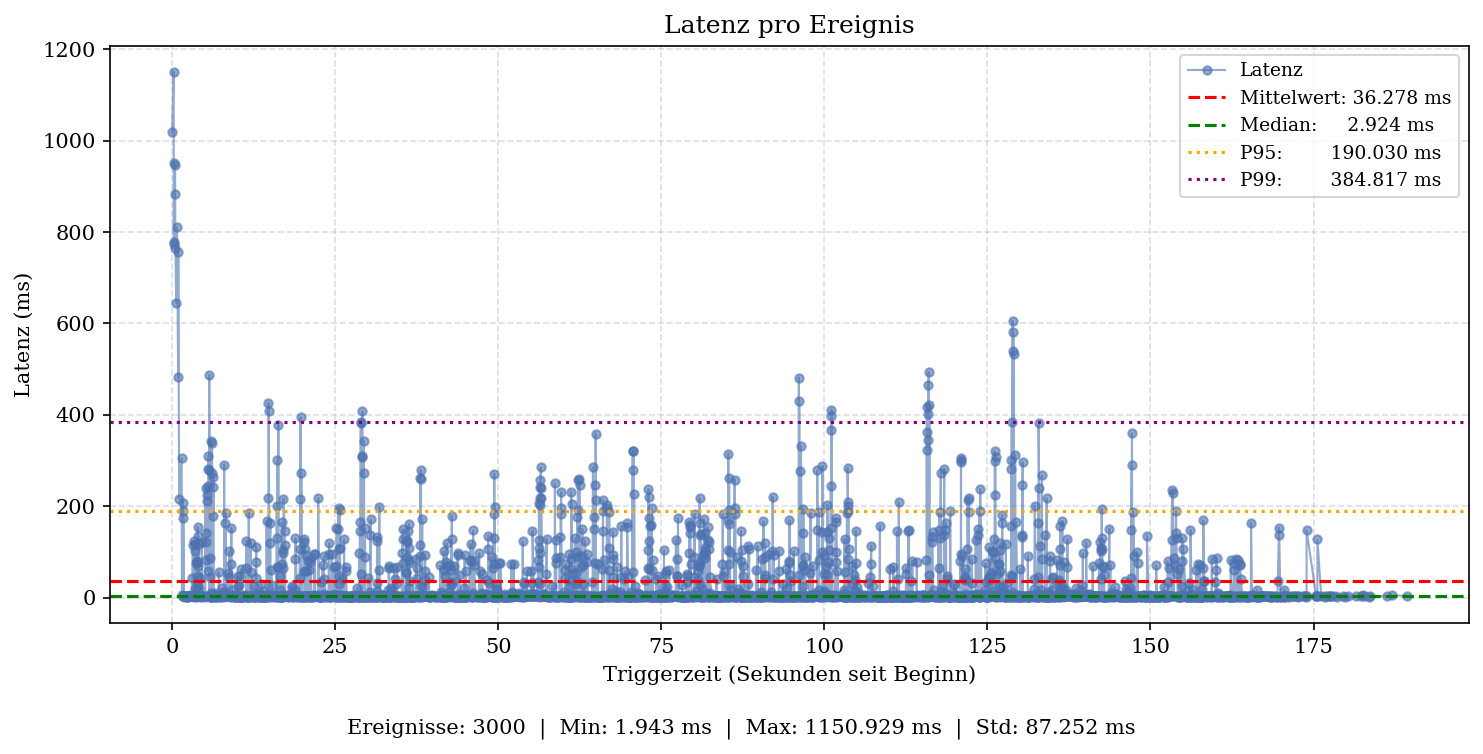 Latenz pro Ereignis
Latenz (ms)
1200
1000
800
600
400
200
0
Latenz
Mittelwert: 36.278 ms
Median: 2.924 ms
P95: 190.030 ms
P99: 384.817 ms
0 25 50 75 100 125 150 175
Triggerzeit (Sekunden seit Beginn)
Ereignisse: 3000 | Min: 1.943 ms | Max: 1150.929 ms | Std: 87.252 ms